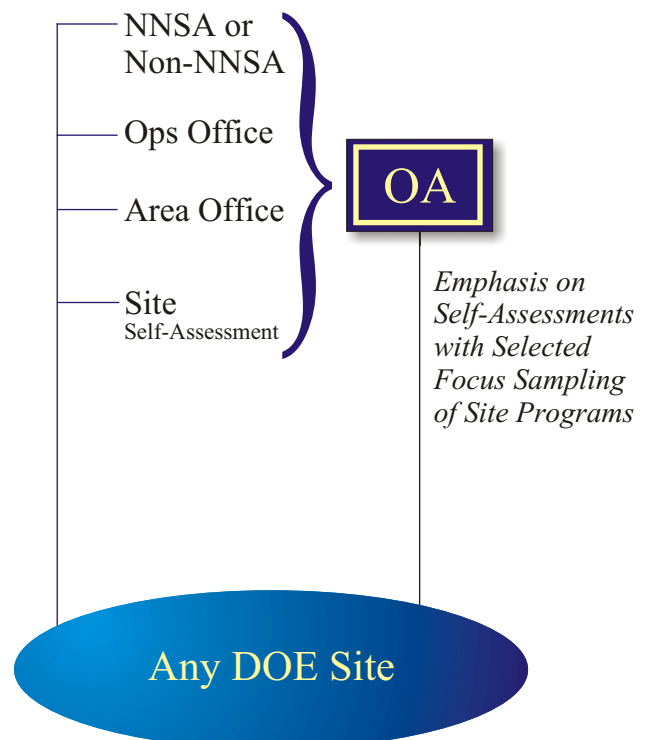 NNSA or
Non-NNSA
Ops Office
Area Office
Site
Self-Assessment
OA
Emphasis on
Self-Assessments
with Selected
Focus Sampling
of Site Programs
Any DOE Site